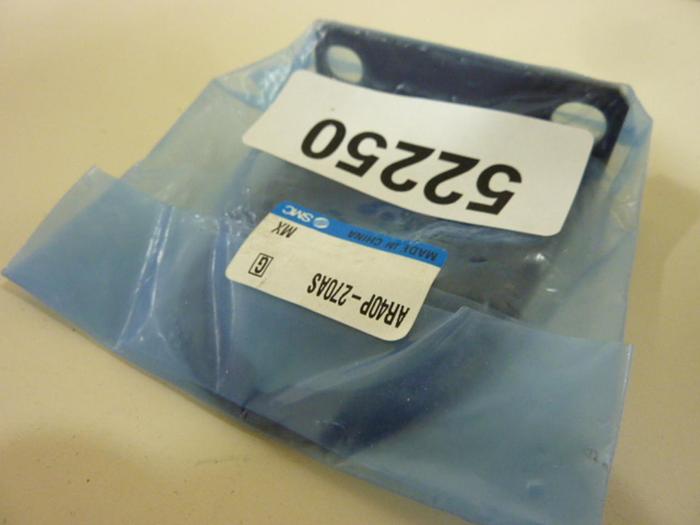 AR40P-270AS
G
MX
MADE IN CHINA SMC
52250